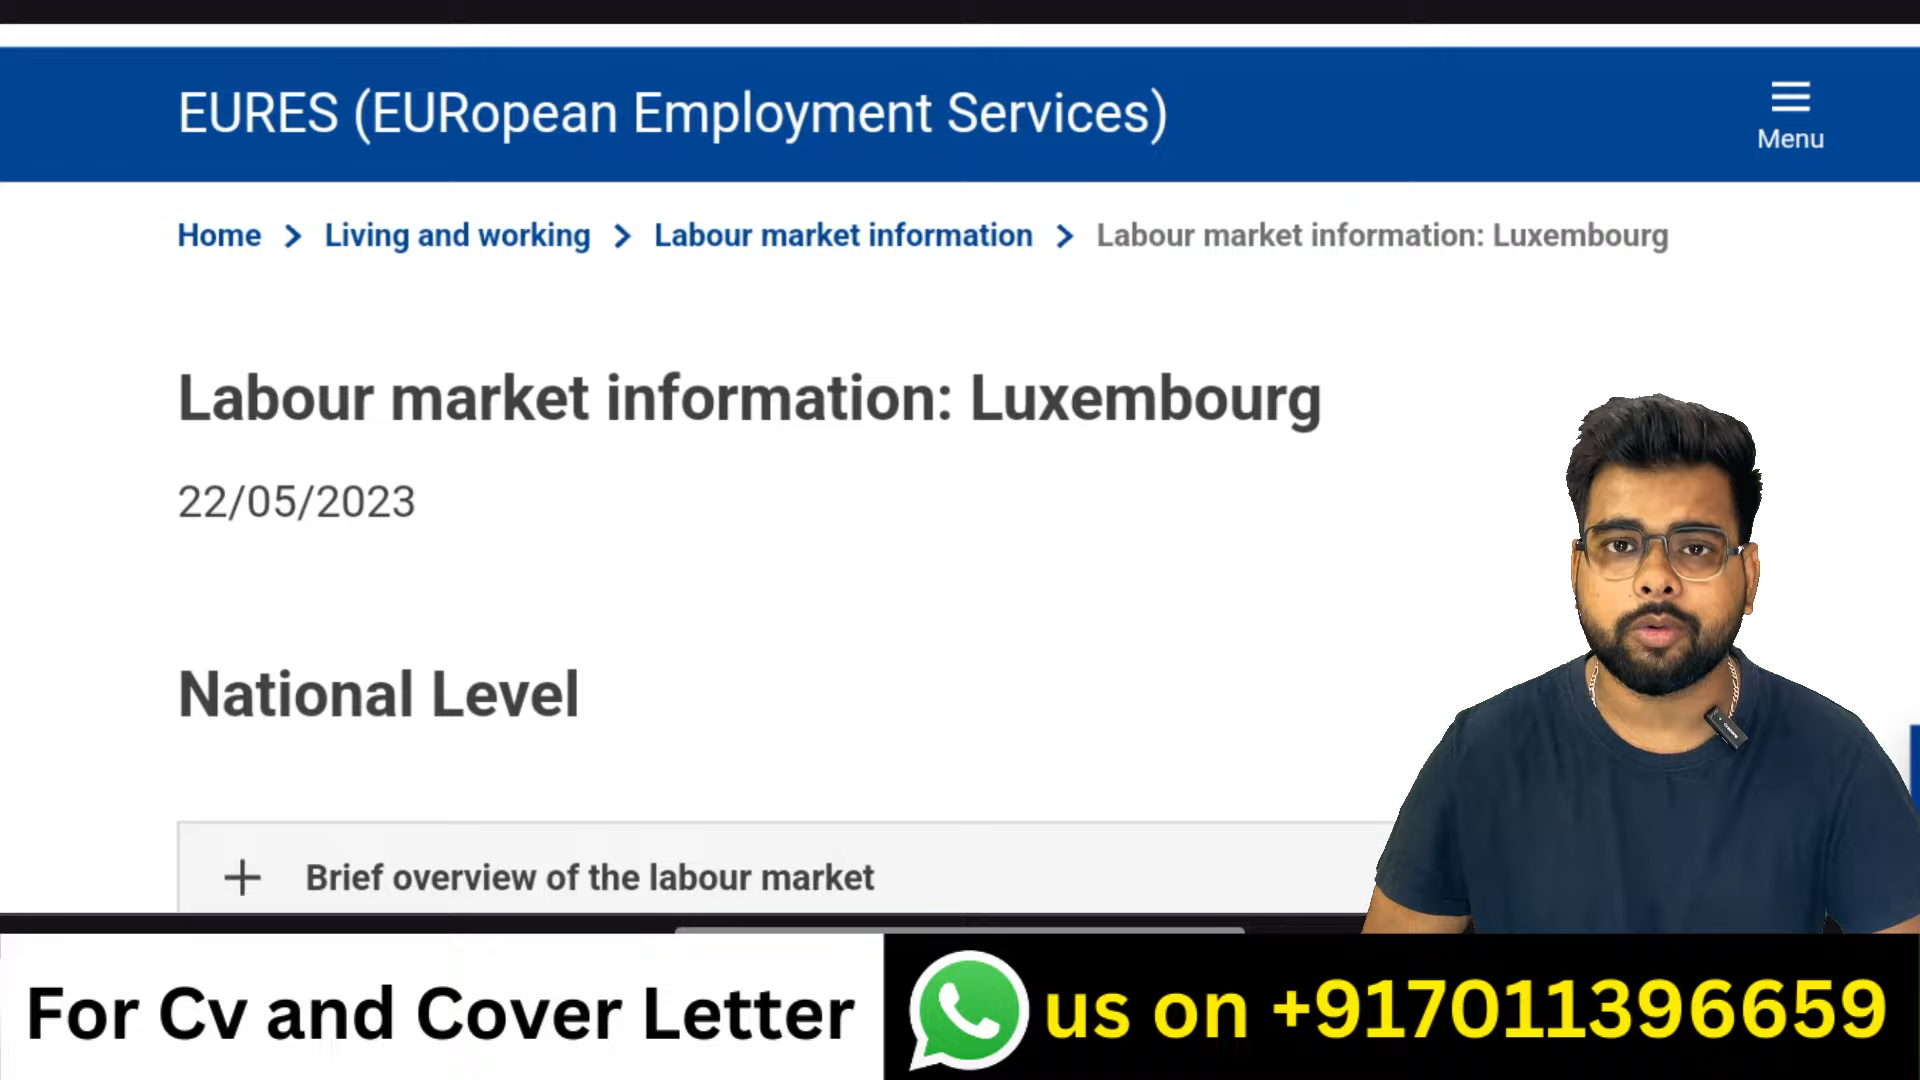 EURES (EURopean Employment Services)
Menu
Home > Living and working > Labour market information > Labour market information: Luxembourg
Labour market information: Luxembourg
22/05/2023
National Level
+ Brief overview of the labour market
For Cv and Cover Letter us on +917011396659